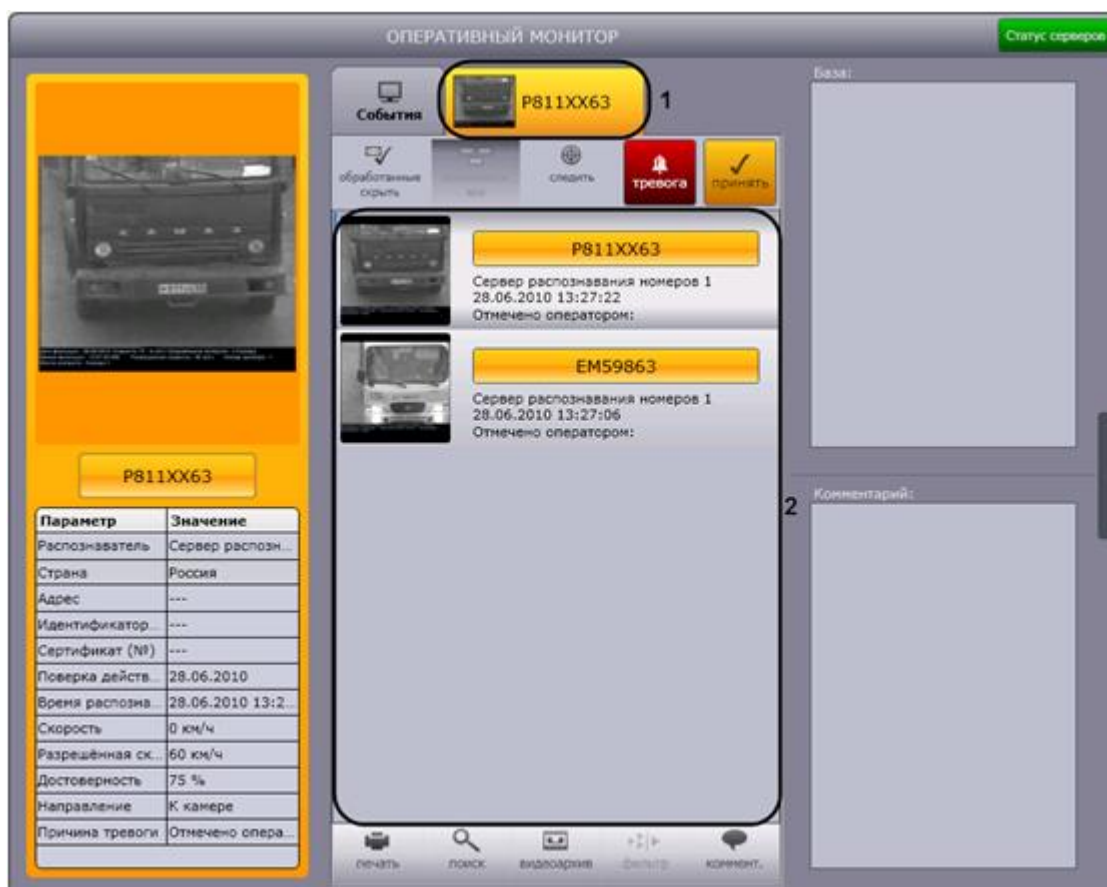 ОПЕРАТИВНЫЙ МОНИТОР
Статус серверов
P811XX63
Параметр Значение
Распознаватель Сервер распозн...
Страна Россия
Адрес ---
Идентификатор... ---
Сертификат (№) ---
Поверка действ... 28.06.2010
Время распозна... 28.06.2010 13:2...
Скорость 0 км/ч
Разрешённая ск... 60 км/ч
Достоверность 75 %
Направление К камере
Причина тревоги Отмечено опера...
События
P811XX63
1
обработанные скрыть
все
следить
тревога
принять
P811XX63
Сервер распознавания номеров 1
28.06.2010 13:27:22
Отмечено оператором:
EM59863
Сервер распознавания номеров 1
28.06.2010 13:27:06
Отмечено оператором:
2
печать
поиск
видеоархив
фильтр
коммент.
База:
Комментарий: